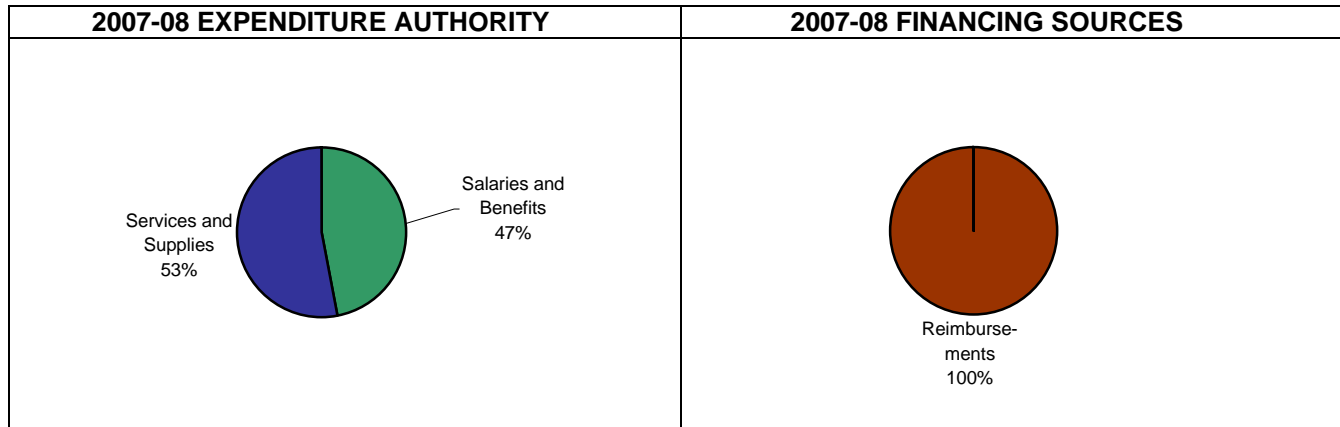 2007-08 EXPENDITURE AUTHORITY
Services and
Supplies
53%
Salaries and
Benefits
47%
2007-08 FINANCING SOURCES
Reimburse-
ments
100%